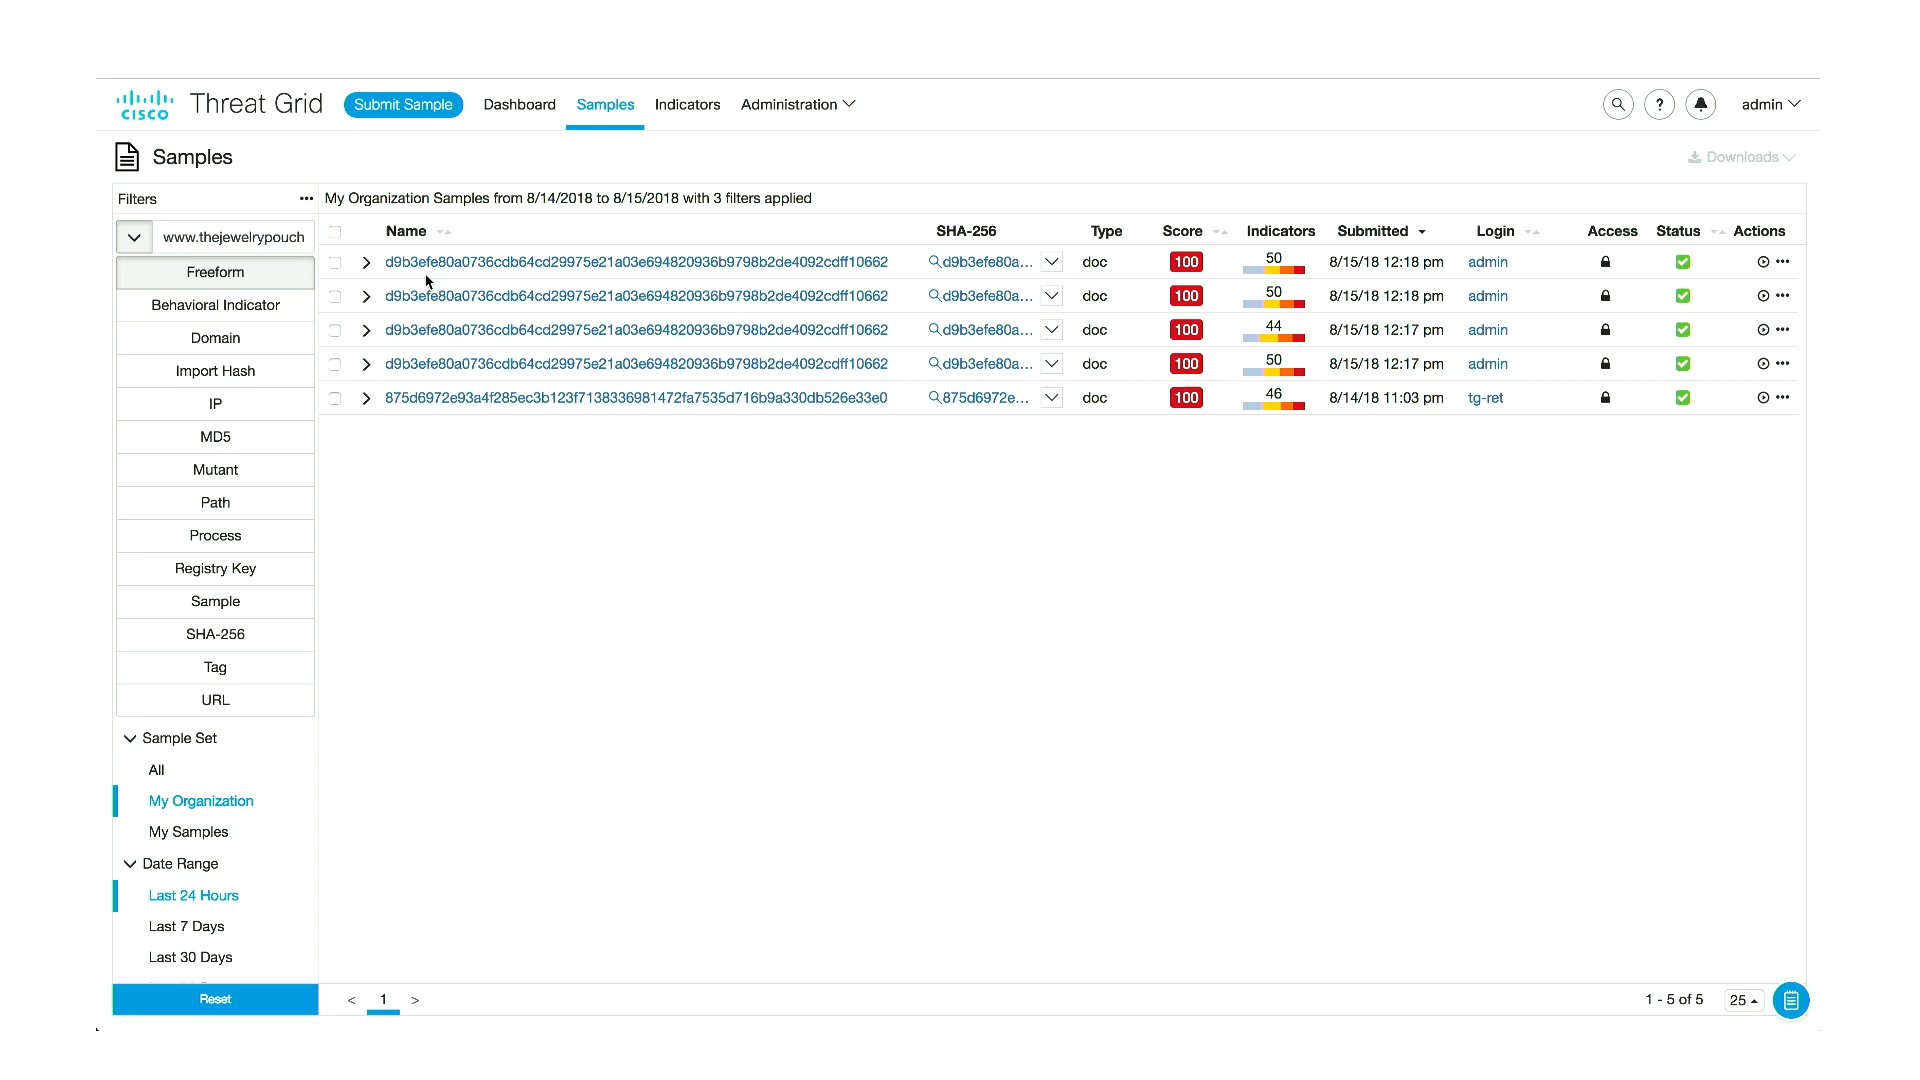 CISCO Threat Grid Submit Sample Dashboard Samples Indicators Administration ? admin
Samples Downloads
Filters ••• My Organization Samples from 8/14/2018 to 8/15/2018 with 3 filters applied
www.thejewelrypouch Name SHA-256 Type Score Indicators Submitted Login Access Status Actions
d9b3efe80a0736cdb64cd29975e21a03e694820936b9798b2de4092cdff10662 d9b3efe80a... doc 100 50 8/15/18 12:18 pm admin •••
d9b3efe80a0736cdb64cd29975e21a03e694820936b9798b2de4092cdff10662 d9b3efe80a... doc 100 50 8/15/18 12:18 pm admin •••
d9b3efe80a0736cdb64cd29975e21a03e694820936b9798b2de4092cdff10662 d9b3efe80a... doc 100 44 8/15/18 12:17 pm admin •••
d9b3efe80a0736cdb64cd29975e21a03e694820936b9798b2de4092cdff10662 d9b3efe80a... doc 100 50 8/15/18 12:17 pm admin •••
875d6972e93a4f285ec3b123f7138336981472fa7535d716b9a330db526e33e0 875d6972e... doc 100 46 8/14/18 11:03 pm tg-ret •••
Freeform
Behavioral Indicator
Domain
Import Hash
IP
MD5
Mutant
Path
Process
Registry Key
Sample
SHA-256
Tag
URL
Sample Set
All
My Organization
My Samples
Date Range
Last 24 Hours
Last 7 Days
Last 30 Days
Reset < 1 > 1 - 5 of 5 25